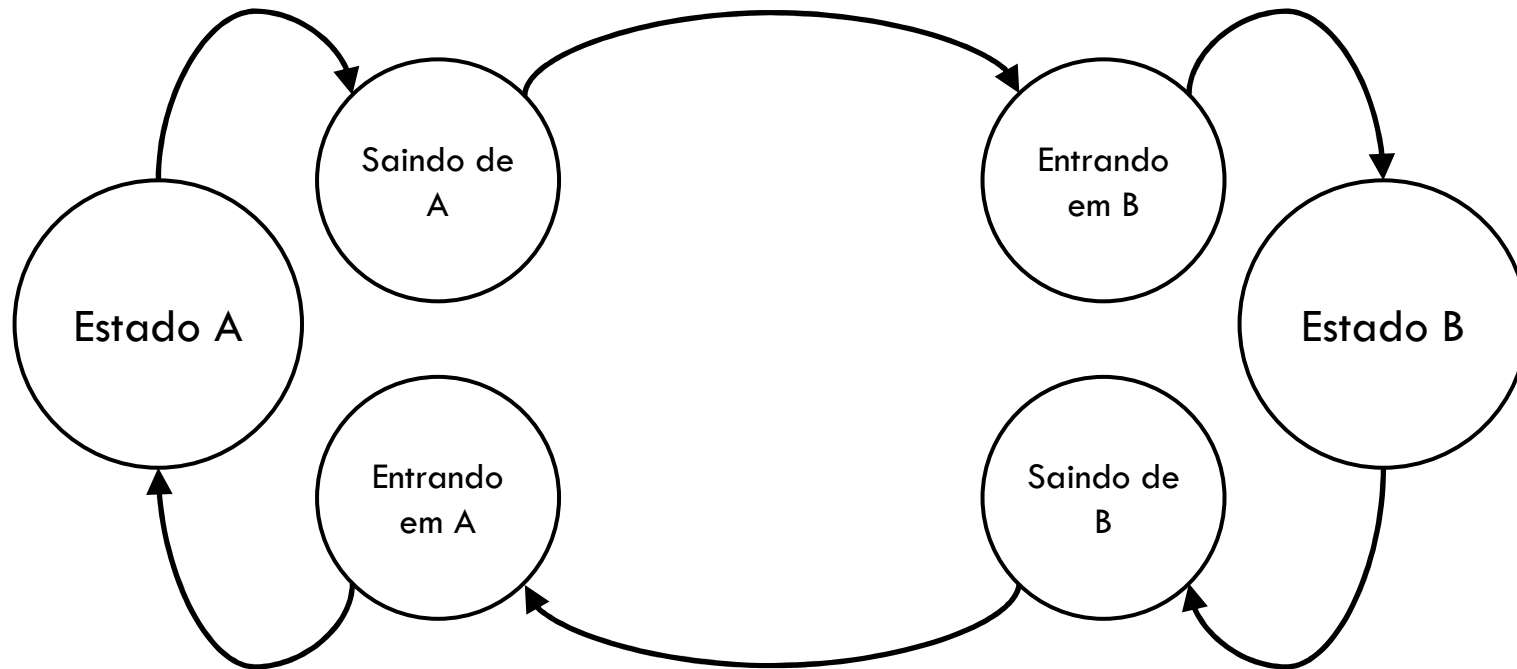 Saindo de
A
Entrando
em B
Estado A
Estado B
Entrando
em A
Saindo de
B